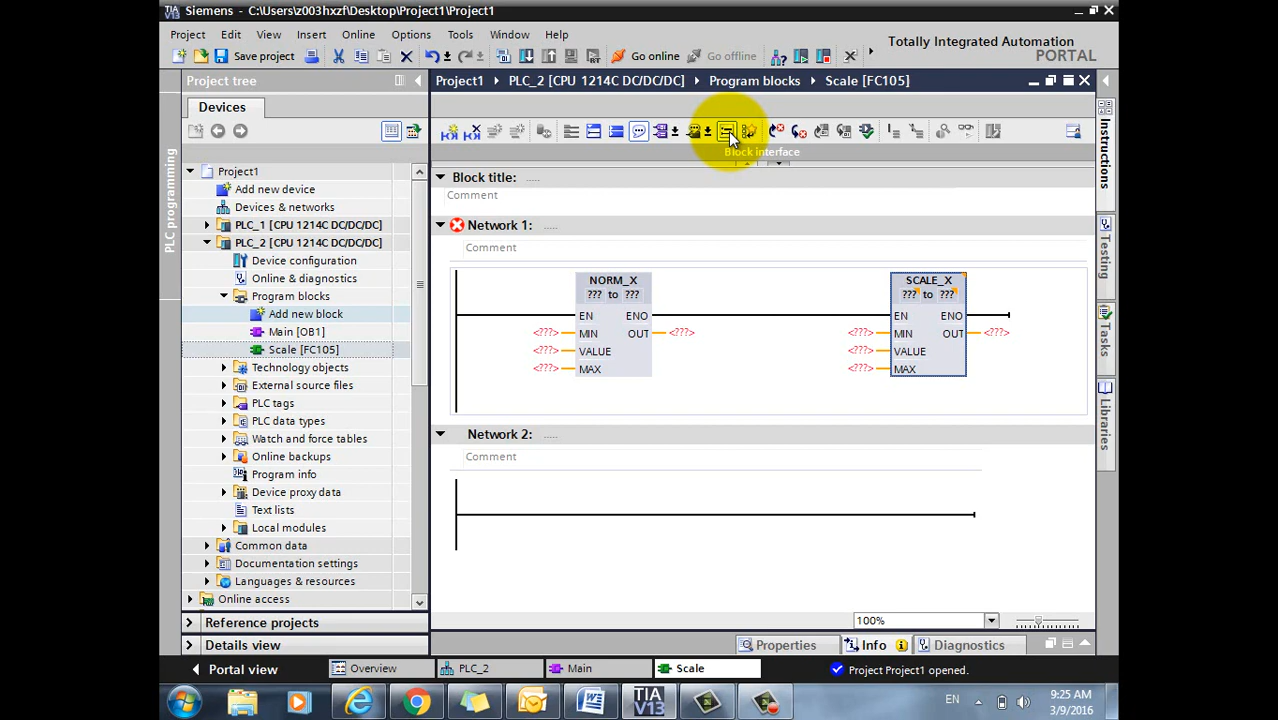 TIA V13 Siemens - C:\Users\z003hxzf\Desktop\Project1\Project1
Project Edit View Insert Online Options Tools Window Help
Totally Integrated Automation
PORTAL
Save project Go online Go offline
Project tree
Project1 PLC_2 [CPU 1214C DC/DC/DC] Program blocks Scale [FC105]
Devices
PLC programming
Block interface
Project1
Add new device
Devices & networks
PLC_1 [CPU 1214C DC/DC/DC]
PLC_2 [CPU 1214C DC/DC/DC]
Device configuration
Online & diagnostics
Program blocks
Add new block
Main [OB1]
Scale [FC105]
Technology objects
External source files
PLC tags
PLC data types
Watch and force tables
Online backups
Program info
Device proxy data
Text lists
Local modules
Common data
Documentation settings
Languages & resources
Online access
Reference projects
Details view
Block title: .....
Comment
Network 1: .....
Comment
NORM_X
??? to ???
EN ENO
<???> MIN OUT <???>
<???> VALUE
<???> MAX
SCALE_X
??? to ???
EN ENO
<???> MIN OUT <???>
<???> VALUE
<???> MAX
Network 2: .....
Comment
100%
Instructions
Testing
Tasks
Libraries
Properties Info Diagnostics
Portal view Overview PLC_2 Main Scale Project Project1 opened.
TIA V13
EN 9:25 AM
3/9/2016